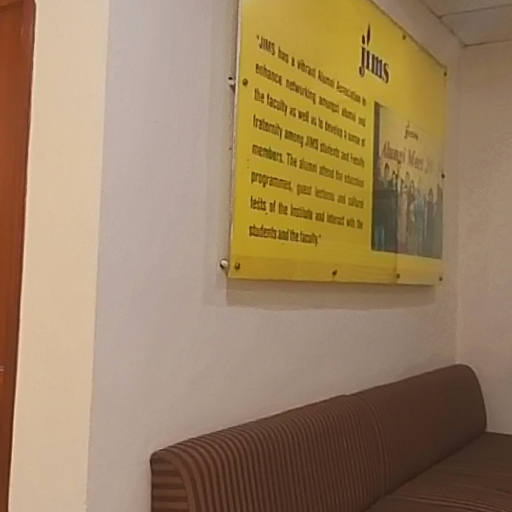 jims
"JIMS has a vibrant Alumni Association to
enhance networking amongst alumni and
the faculty as well as to develop a sense of
fraternity among JIMS students and faculty
members. The alumni attend the education
programmes, guest lectures and cultural
fests of the Institute and interact with the
students and the faculty."
Alumni Meet